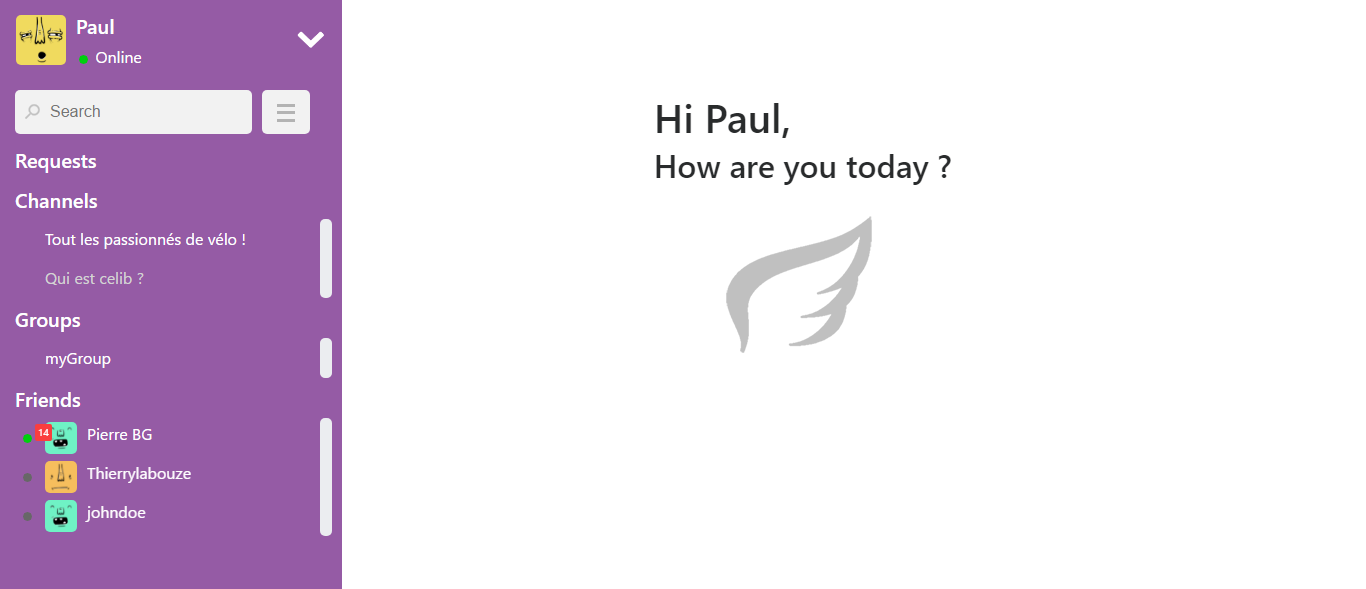 Paul
Online
Search
Requests
Channels
Tout les passionnés de vélo !
Qui est celib ?
Groups
myGroup
Friends
14
Pierre BG
Thierrylabouze
johndoe
Hi Paul,
How are you today ?